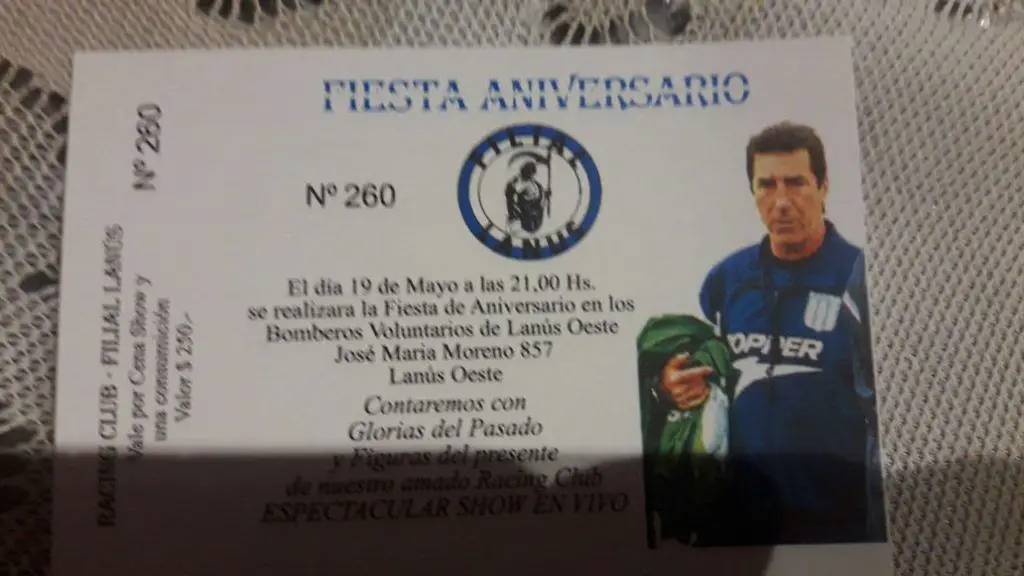 FIESTA ANIVERSARIO
FILIAL
LANUS
Nº 260
El día 19 de Mayo a las 21,00 Hs.
se realizara la Fiesta de Aniversario en los
Bomberos Voluntarios de Lanús Oeste
José Maria Moreno 857
Lanús Oeste
Contaremos con
Glorias del Pasado
y Figuras del presente
de nuestro amado Racing Club
ESPECTACULAR SHOW EN VIVO
TOPPER
RACING CLUB - FILIAL LANUS
Nº 260
Vale por Cena Show y
una consumición
Valor $ 250.-